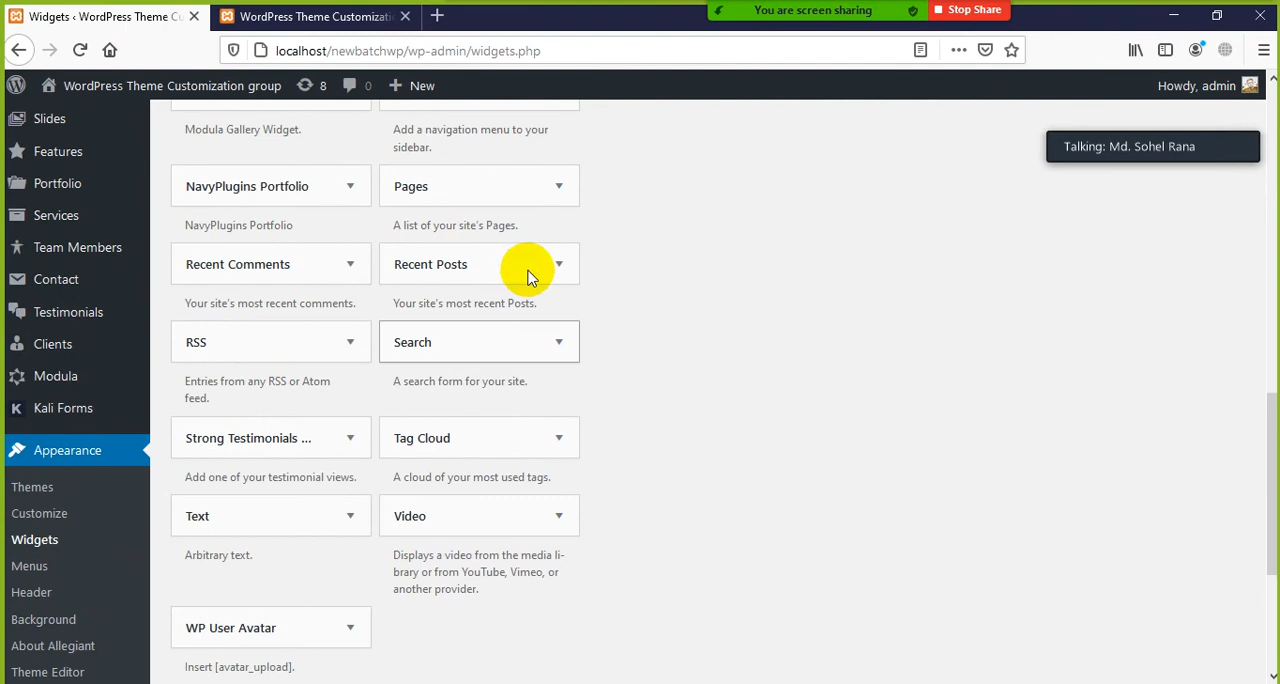 Widgets ‹ WordPress Theme Cu
WordPress Theme Customizati
You are screen sharing
Stop Share
localhost/newbatchwp/wp-admin/widgets.php
WordPress Theme Customization group
8
0
New
Howdy, admin
Talking: Md. Sohel Rana
Slides
Features
Portfolio
Services
Team Members
Contact
Testimonials
Clients
Modula
Kali Forms
Appearance
Themes
Customize
Widgets
Menus
Header
Background
About Allegiant
Theme Editor
Modula Gallery Widget.
Add a navigation menu to your
sidebar.
NavyPlugins Portfolio
Pages
NavyPlugins Portfolio
A list of your site's Pages.
Recent Comments
Recent Posts
Your site's most recent comments.
Your site's most recent Posts.
RSS
Search
Entries from any RSS or Atom
feed.
A search form for your site.
Strong Testimonials ...
Tag Cloud
Add one of your testimonial views.
A cloud of your most used tags.
Text
Video
Arbitrary text.
Displays a video from the media li-
brary or from YouTube, Vimeo, or
another provider.
WP User Avatar
Insert [avatar_upload].